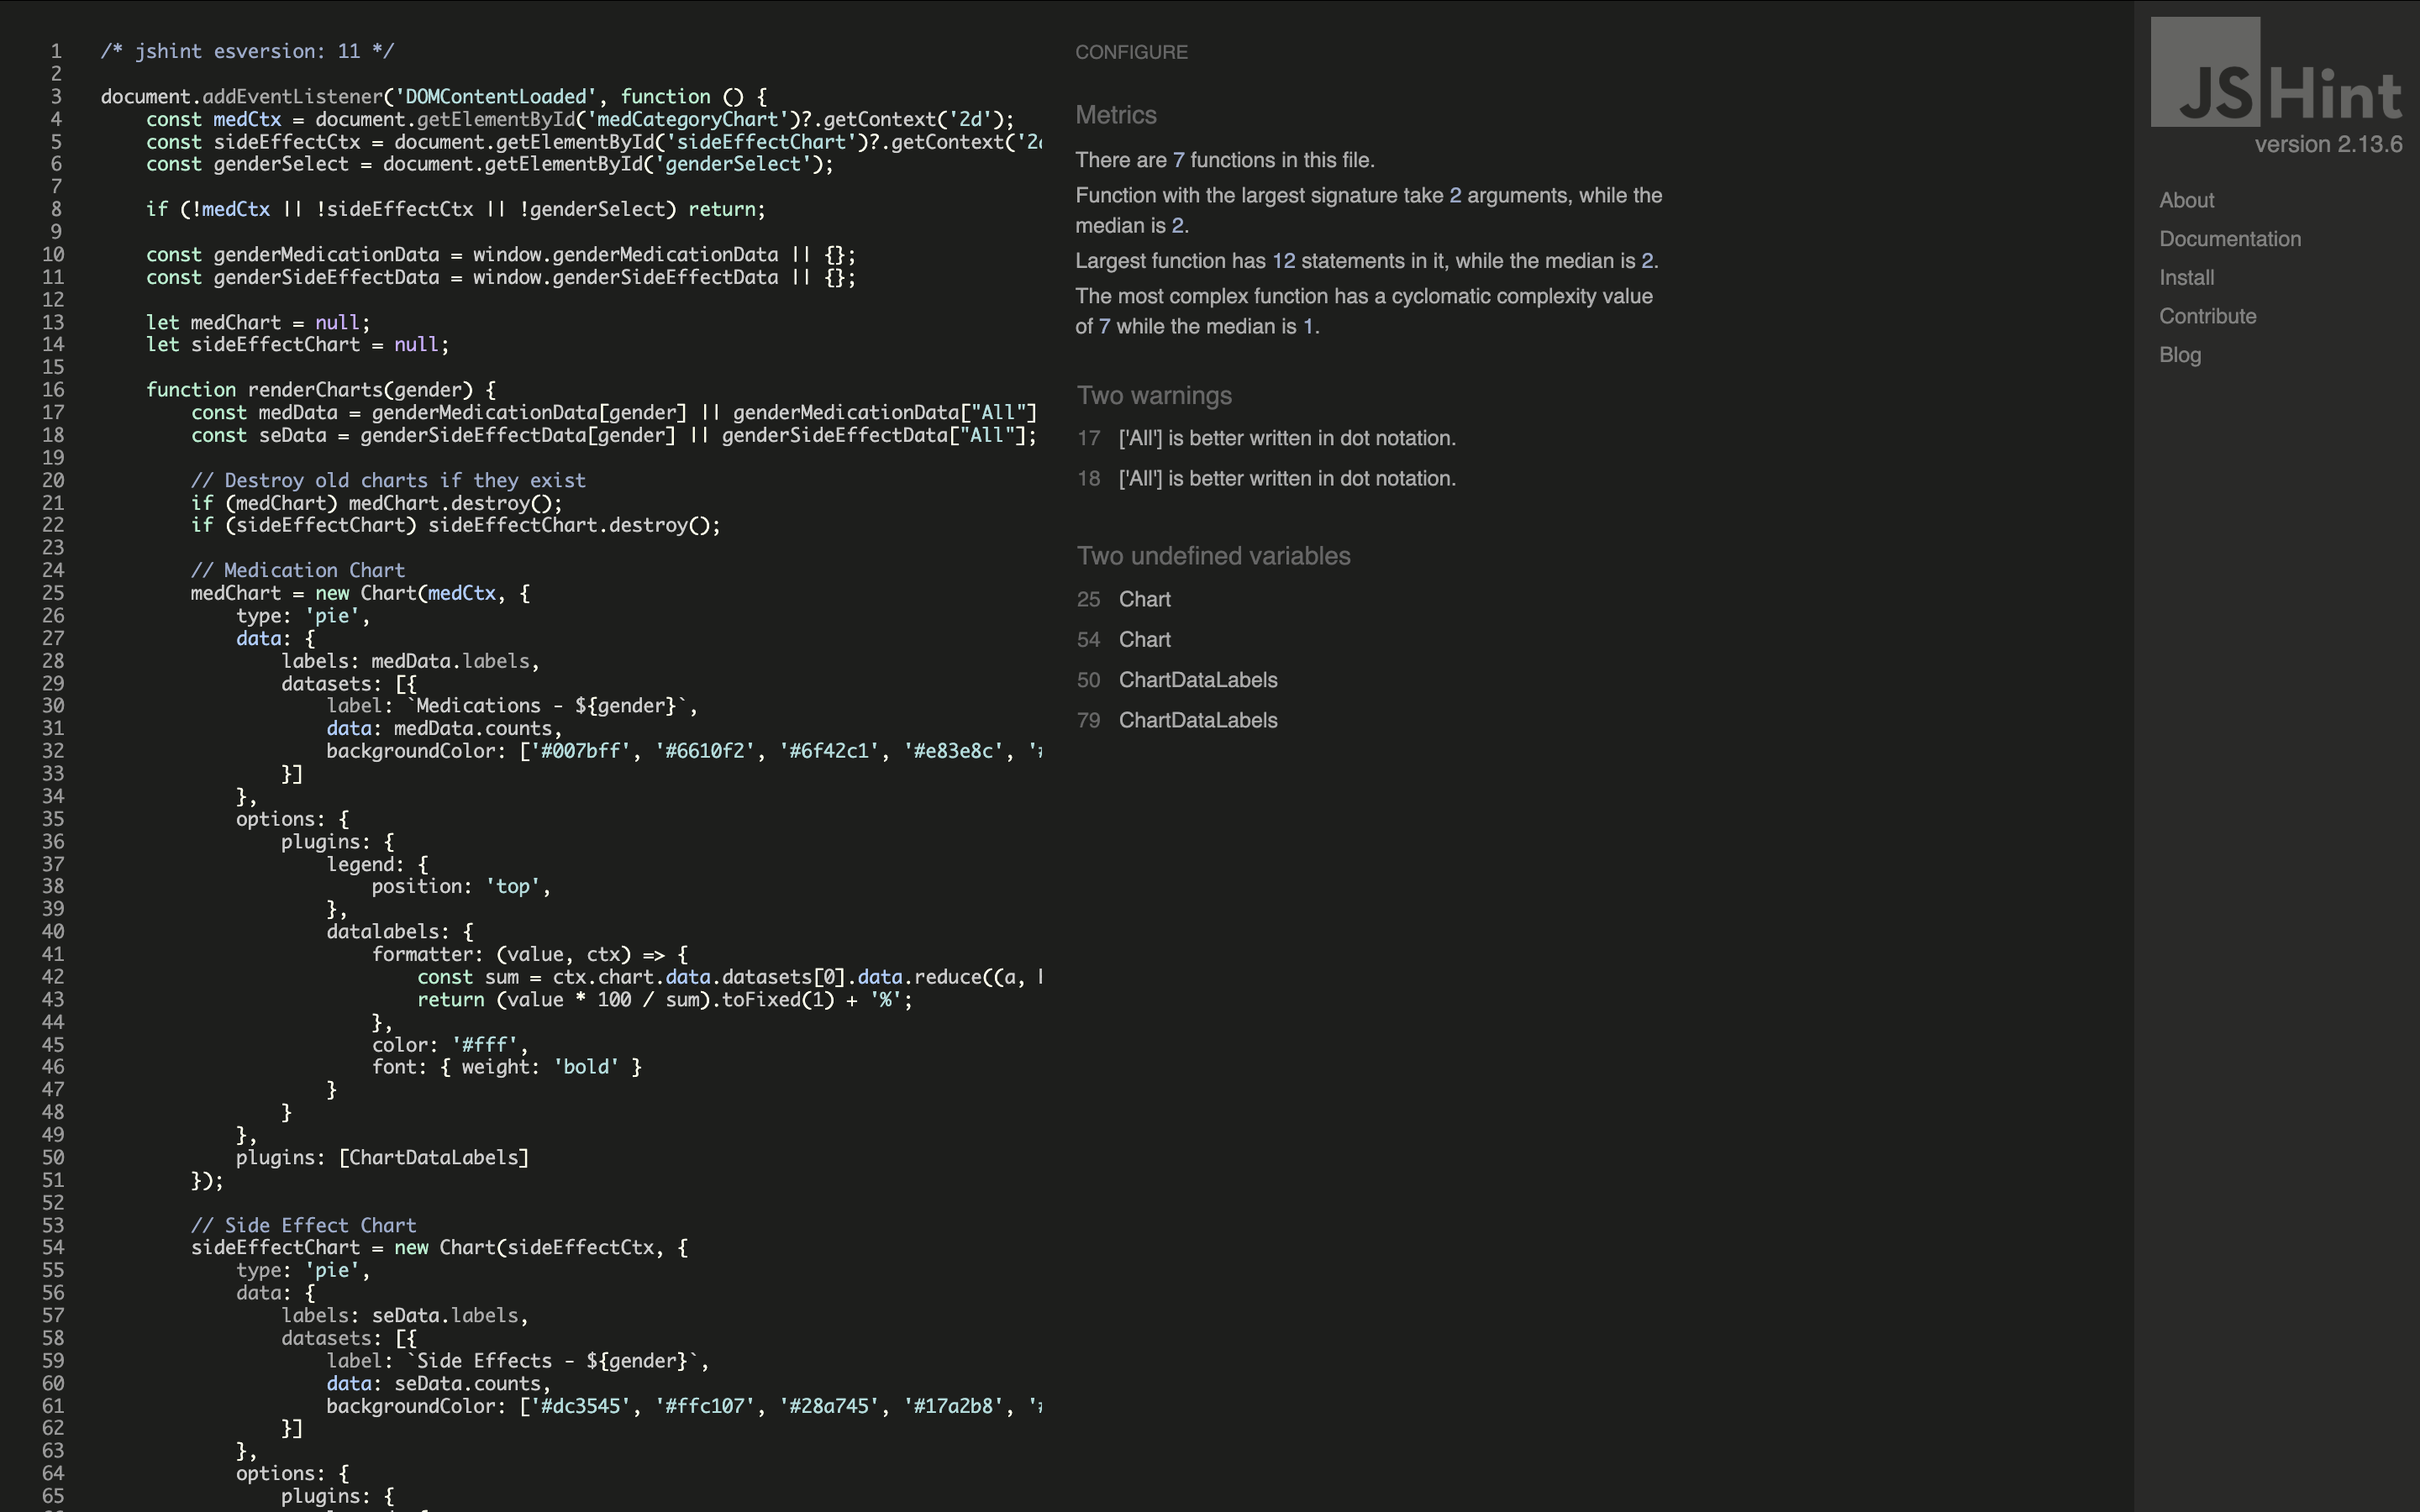 1 /* jshint esversion: 11 */
2
3 document.addEventListener('DOMContentLoaded', function () {
4 const medCtx = document.getElementById('medCategoryChart')?.getContext('2d');
5 const sideEffectCtx = document.getElementById('sideEffectChart')?.getContext('2
6 const genderSelect = document.getElementById('genderSelect');
7
8 if (!medCtx || !sideEffectCtx || !genderSelect) return;
9
10 const genderMedicationData = window.genderMedicationData || {};
11 const genderSideEffectData = window.genderSideEffectData || {};
12
13 let medChart = null;
14 let sideEffectChart = null;
15
16 function renderCharts(gender) {
17 const medData = genderMedicationData[gender] || genderMedicationData["All"]
18 const seData = genderSideEffectData[gender] || genderSideEffectData["All"];
19
20 // Destroy old charts if they exist
21 if (medChart) medChart.destroy();
22 if (sideEffectChart) sideEffectChart.destroy();
23
24 // Medication Chart
25 medChart = new Chart(medCtx, {
26 type: 'pie',
27 data: {
28 labels: medData.labels,
29 datasets: [{
30 label: `Medications - ${gender}`,
31 data: medData.counts,
32 backgroundColor: ['#007bff', '#6610f2', '#6f42c1', '#e83e8c', '
33 }]
34 },
35 options: {
36 plugins: {
37 legend: {
38 position: 'top',
39 },
40 datalabels: {
41 formatter: (value, ctx) => {
42 const sum = ctx.chart.data.datasets[0].data.reduce((a,
43 return (value * 100 / sum).toFixed(1) + '%';
44 },
45 color: '#fff',
46 font: { weight: 'bold' }
47 }
48 }
49 },
50 plugins: [ChartDataLabels]
51 });
52
53 // Side Effect Chart
54 sideEffectChart = new Chart(sideEffectCtx, {
55 type: 'pie',
56 data: {
57 labels: seData.labels,
58 datasets: [{
59 label: `Side Effects - ${gender}`,
60 data: seData.counts,
61 backgroundColor: ['#dc3545', '#ffc107', '#28a745', '#17a2b8', '
62 }]
63 },
64 options: {
65 plugins: {
CONFIGURE
Metrics
There are 7 functions in this file.
Function with the largest signature take 2 arguments, while the
median is 2.
Largest function has 12 statements in it, while the median is 2.
The most complex function has a cyclomatic complexity value
of 7 while the median is 1.
Two warnings
17 ['All'] is better written in dot notation.
18 ['All'] is better written in dot notation.
Two undefined variables
25 Chart
54 Chart
50 ChartDataLabels
79 ChartDataLabels
JSHint
version 2.13.6
About
Documentation
Install
Contribute
Blog